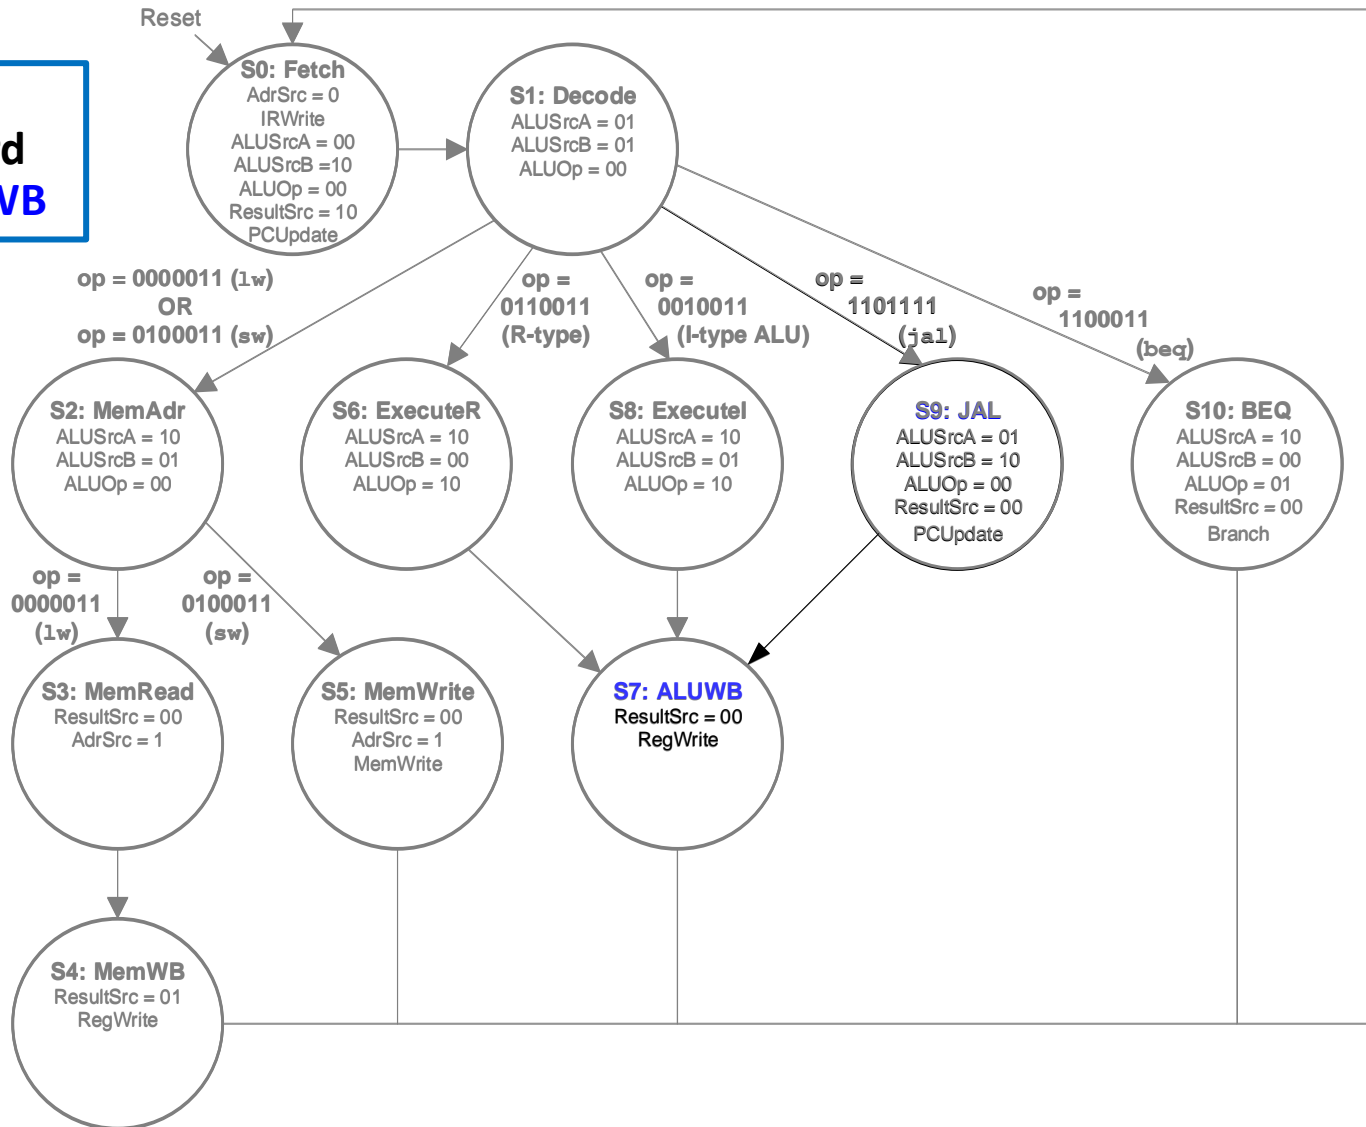 Reset
d
WB
S0: Fetch
AdrSrc = 0
IRWrite
ALUSrcA = 00
ALUSrcB =10
ALUOp = 00
ResultSrc = 10
PCUpdate
S1: Decode
ALUSrcA = 01
ALUSrcB = 01
ALUOp = 00
op = 0000011 (lw)
OR
op = 0100011 (sw)
op =
0110011
(R-type)
op =
0010011
(I-type ALU)
op =
1101111
(jal)
op =
1100011
(beq)
S2: MemAdr
ALUSrcA = 10
ALUSrcB = 01
ALUOp = 00
S6: ExecuteR
ALUSrcA = 10
ALUSrcB = 00
ALUOp = 10
S8: ExecuteI
ALUSrcA = 10
ALUSrcB = 01
ALUOp = 10
S9: JAL
ALUSrcA = 01
ALUSrcB = 10
ALUOp = 00
ResultSrc = 00
PCUpdate
S10: BEQ
ALUSrcA = 10
ALUSrcB = 00
ALUOp = 01
ResultSrc = 00
Branch
op =
0000011
(lw)
op =
0100011
(sw)
S3: MemRead
ResultSrc = 00
AdrSrc = 1
S5: MemWrite
ResultSrc = 00
AdrSrc = 1
MemWrite
S7: ALUWB
ResultSrc = 00
RegWrite
S4: MemWB
ResultSrc = 01
RegWrite